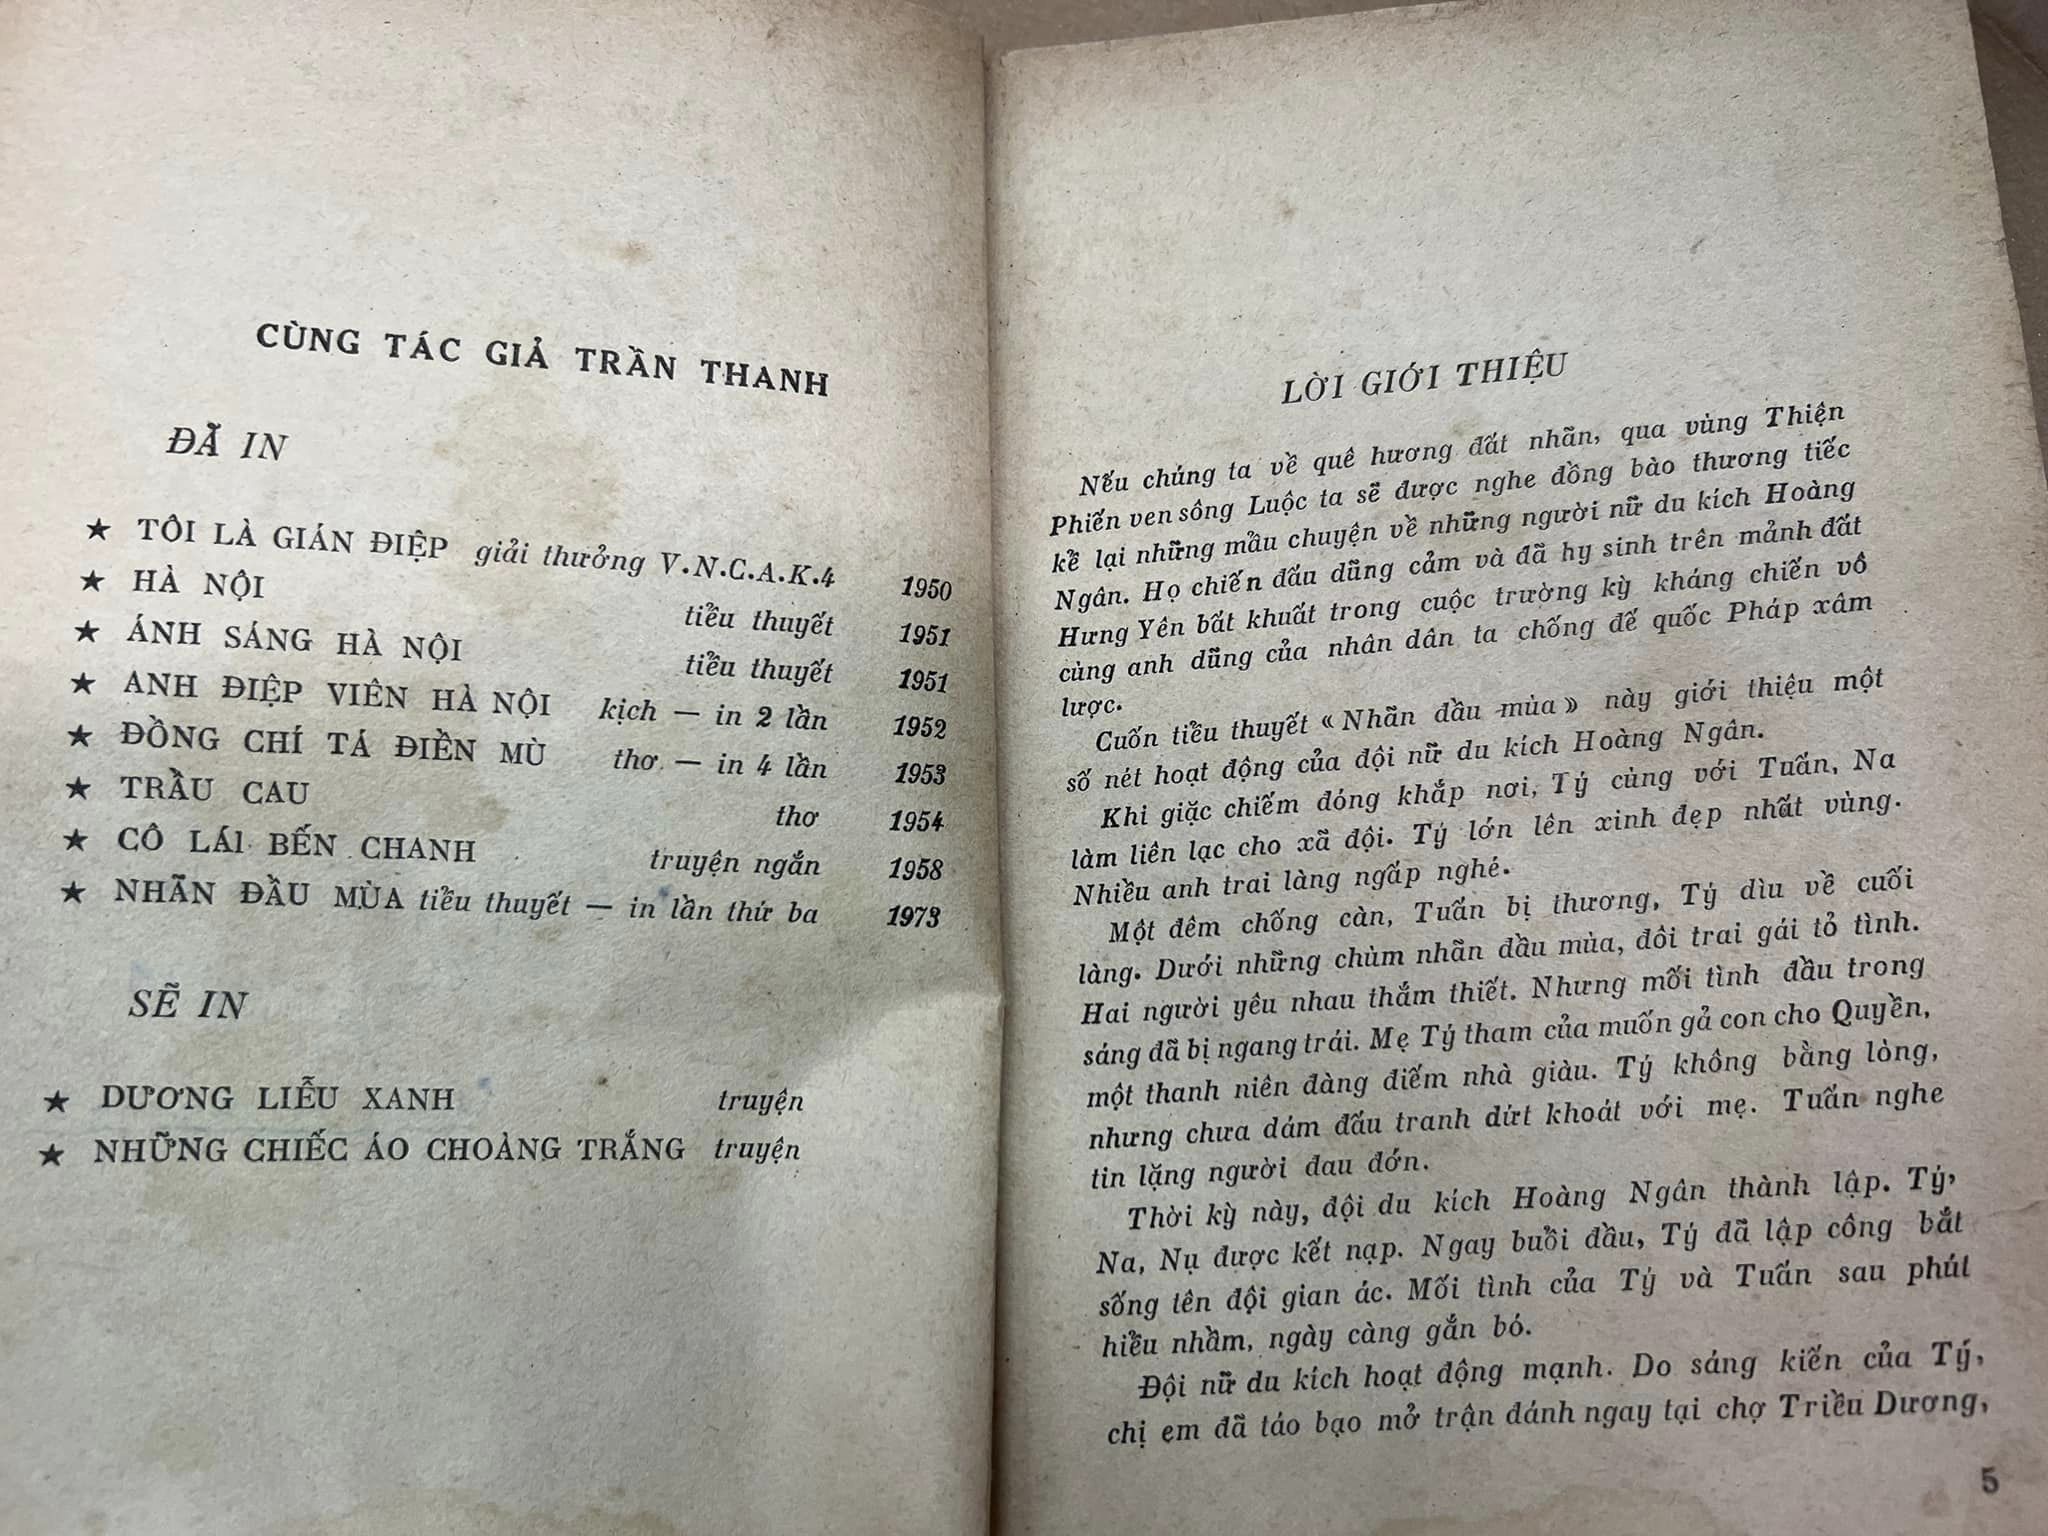 CÙNG TÁC GIẢ TRẦN THANH
ĐÃ IN
★ TÔI LÀ GIÁN ĐIỆP giải thưởng V.N.C.A.K.4 1950
★ HÀ NỘI tiểu thuyết 1951
★ ÁNH SÁNG HÀ NỘI tiểu thuyết 1951
★ ANH ĐIỆP VIÊN HÀ NỘI kịch — in 2 lần 1952
★ ĐỒNG CHÍ TÁ ĐIỀN MÙ thơ — in 4 lần 1953
★ TRẦU CAU thơ 1954
★ CÔ LÁI BẾN CHANH truyện ngắn 1958
★ NHÃN ĐẦU MÙA tiểu thuyết — in lần thứ ba 1973
SẼ IN
★ DƯƠNG LIỄU XANH truyện
★ NHỮNG CHIẾC ÁO CHOÀNG TRẮNG truyện
LỜI GIỚI THIỆU
Nếu chúng ta về quê hương đất nhãn, qua vùng Thiện
Phiến ven sông Luộc ta sẽ được nghe đồng bào thương tiếc
kể lại những mẩu chuyện về những người nữ du kích Hoàng
Ngân. Họ chiến đấu dũng cảm và đã hy sinh trên mảnh đất
Hưng Yên bất khuất trong cuộc trường kỳ kháng chiến vô
cùng anh dũng của nhân dân ta chống đế quốc Pháp xâm
lược.
Cuốn tiểu thuyết «Nhãn đầu mùa» này giới thiệu một
số nét hoạt động của đội nữ du kích Hoàng Ngân.
Khi giặc chiếm đóng khắp nơi, Tý cùng với Tuấn, Na
làm liên lạc cho xã đội. Tý lớn lên xinh đẹp nhất vùng.
Nhiều anh trai làng ngấp nghé.
Một đêm chống càn, Tuấn bị thương, Tý dìu về cuối
làng. Dưới những chùm nhãn đầu mùa, đôi trai gái tỏ tình.
Hai người yêu nhau thắm thiết. Nhưng mối tình đầu trong
sáng đã bị ngang trái. Mẹ Tý tham của muốn gả con cho Quyền,
một thanh niên đàng điếm nhà giàu. Tý không bằng lòng,
nhưng chưa dám đấu tranh dứt khoát với mẹ. Tuấn nghe
tin lặng người đau đớn.
Thời kỳ này, đội du kích Hoàng Ngân thành lập. Tý,
Na, Nụ được kết nạp. Ngay buổi đầu, Tý đã lập công bắt
sống tên đội gian ác. Mối tình của Tý và Tuấn sau phút
hiểu nhầm, ngày càng gắn bó.
Đội nữ du kích hoạt động mạnh. Do sáng kiến của Tý,
chị em đã táo bạo mở trận đánh ngay tại chợ Triều Dương,
5